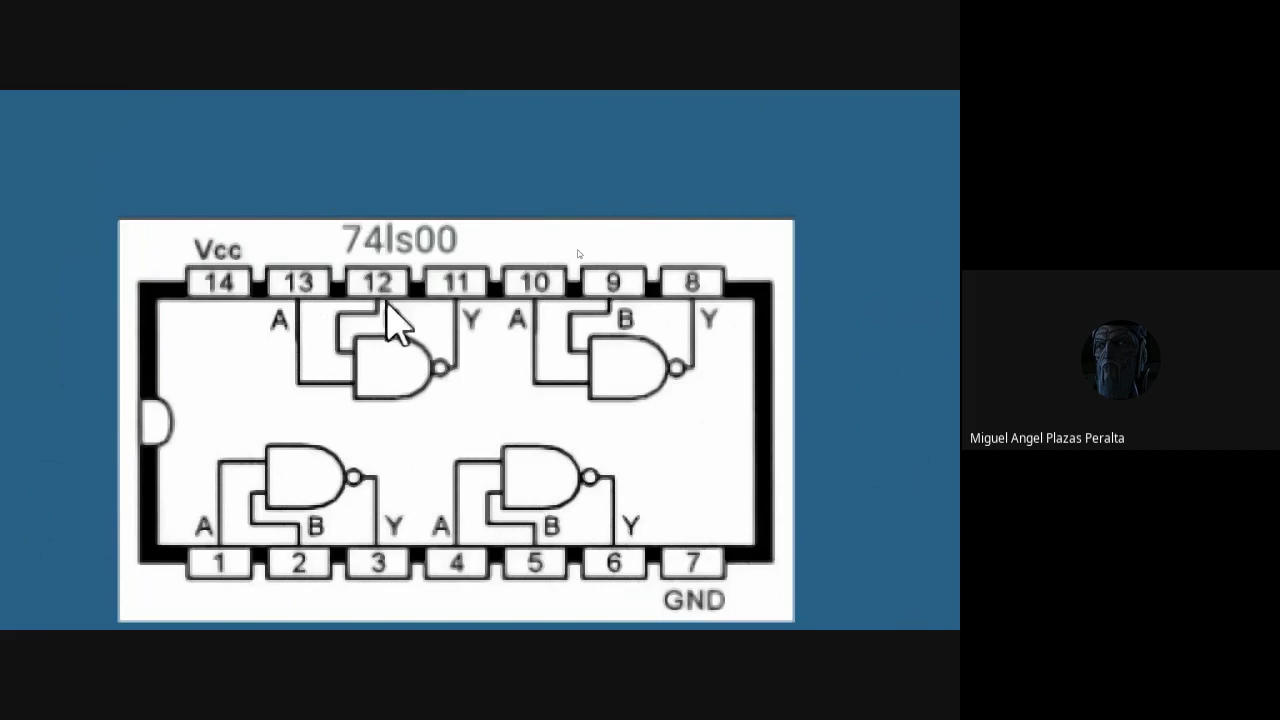 74ls00
Vcc
14 13 12 11 10 9 8
A Y A B Y
A B Y A B Y
1 2 3 4 5 6 7
GND
Miguel Angel Plazas Peralta